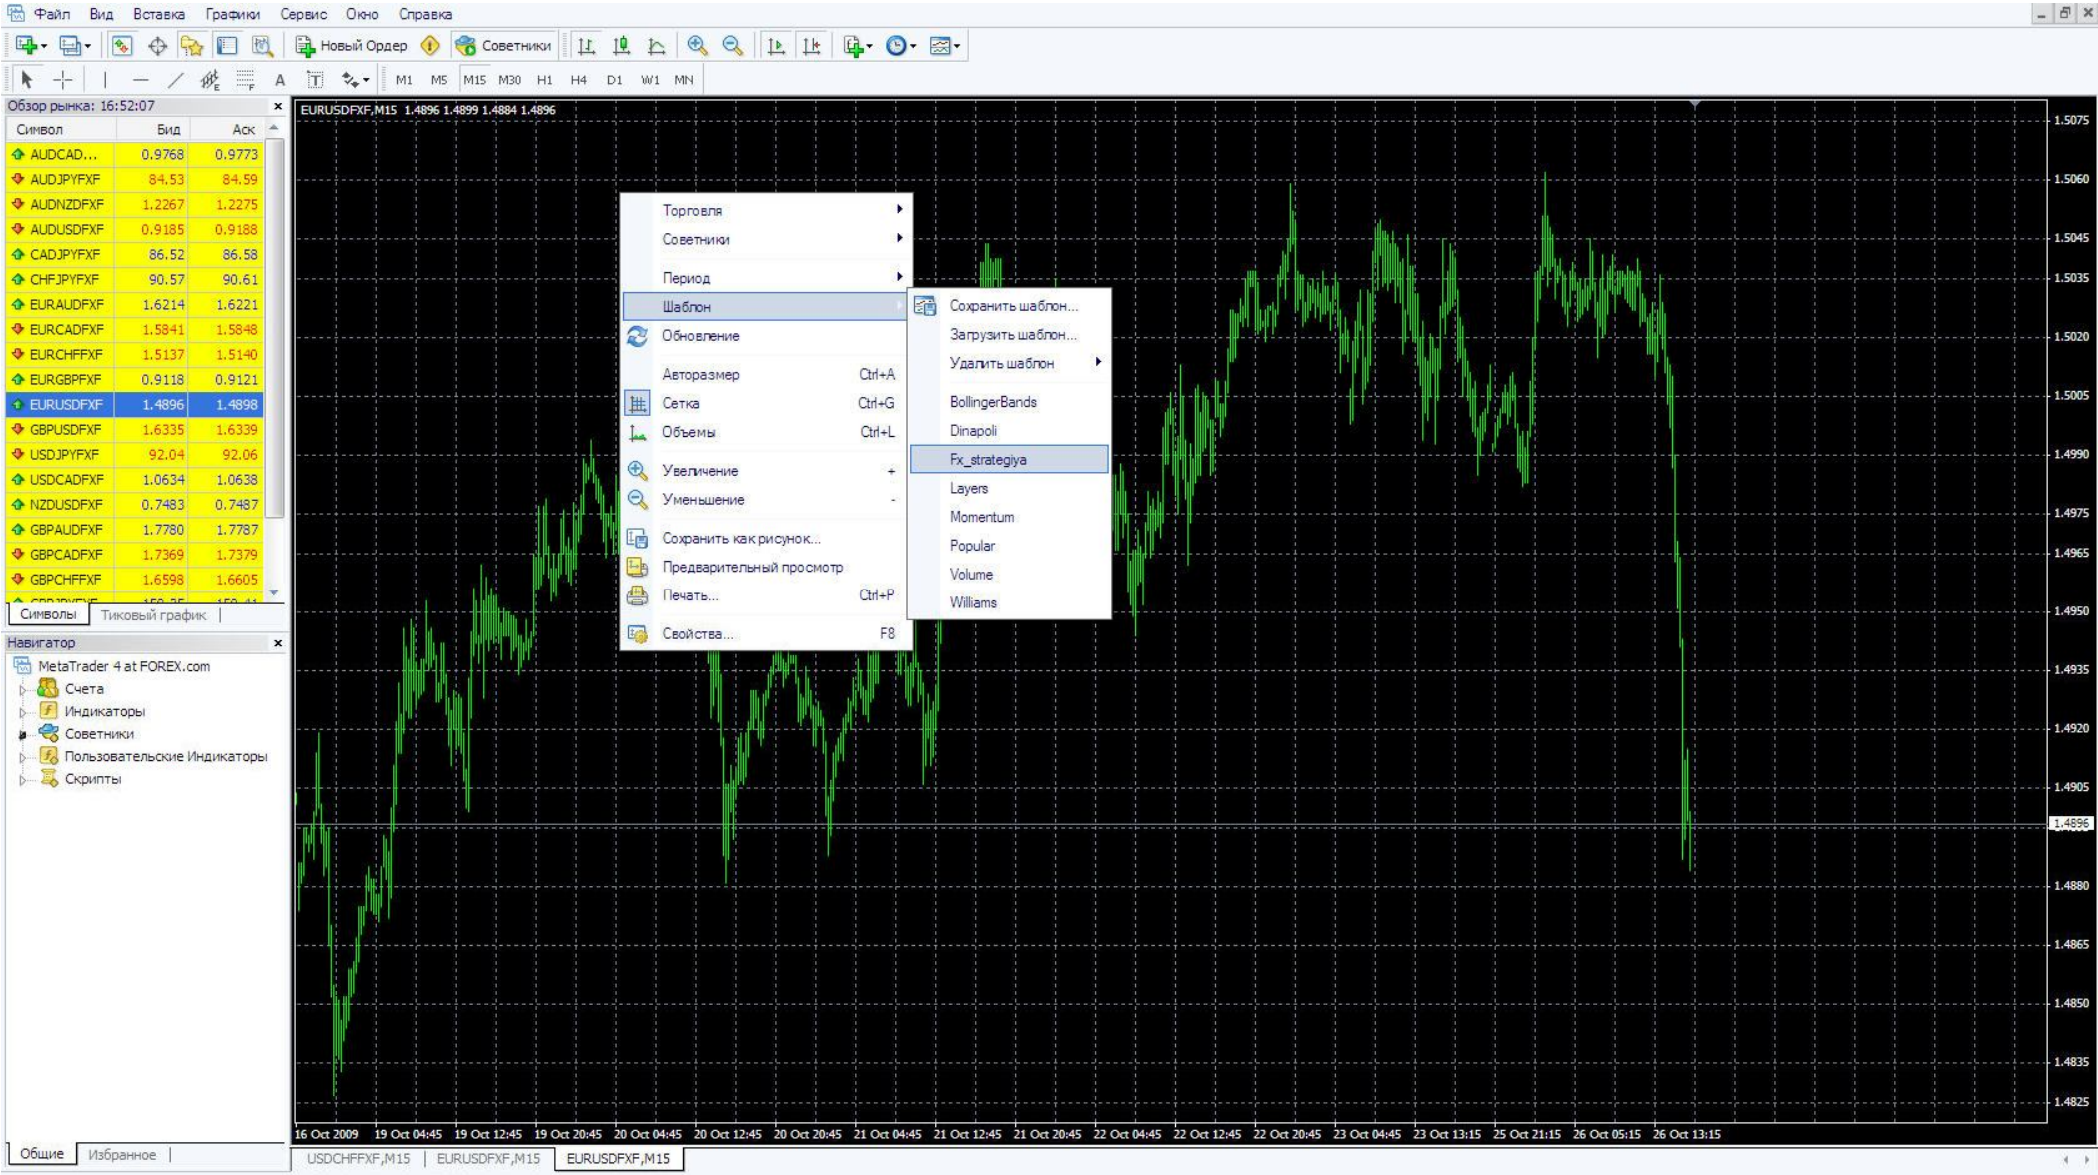 Файл Вид Вставка Графики Сервис Окно Справка
Новый Ордер Советники
A T M1 M5 M15 M30 H1 H4 D1 W1 MN
Обзор рынка: 16:52:07
Символ Бид Аск
AUDCAD... 0.9768 0.9773
AUDJPYFXF 84.53 84.59
AUDNZDFXF 1.2267 1.2275
AUDUSDFXF 0.9185 0.9188
CADJPYFXF 86.52 86.58
CHFJPYFXF 90.57 90.61
EURAUDFXF 1.6214 1.6221
EURCADFXF 1.5841 1.5848
EURCHFFXF 1.5137 1.5140
EURGBPFXF 0.9118 0.9121
EURUSDFXF 1.4896 1.4898
GBPUSDFXF 1.6335 1.6339
USDJPYFXF 92.04 92.06
USDCADFXF 1.0634 1.0638
NZDUSDFXF 0.7483 0.7487
GBPAUDFXF 1.7780 1.7787
GBPCADFXF 1.7369 1.7379
GBPCHFFXF 1.6598 1.6605
Символы Тиковый график
Навигатор
MetaTrader 4 at FOREX.com
Счета
Индикаторы
Советники
Пользовательские Индикаторы
Скрипты
Общие Избранное
EURUSDFXF,M15 1.4896 1.4899 1.4884 1.4896
Торговля
Советники
Период
Шаблон
Обновление
Авторазмер Ctrl+A
Сетка Ctrl+G
Объемы Ctrl+L
Увеличение +
Уменьшение -
Сохранить как рисунок...
Предварительный просмотр
Печать... Ctrl+P
Свойства... F8
Сохранить шаблон...
Загрузить шаблон...
Удалить шаблон
BollingerBands
Dinapoli
Fx_strategiya
Layers
Momentum
Popular
Volume
Williams
1.5075
1.5060
1.5045
1.5035
1.5020
1.5005
1.4990
1.4975
1.4965
1.4950
1.4935
1.4920
1.4905
1.4896
1.4880
1.4865
1.4850
1.4835
1.4825
16 Oct 2009 19 Oct 04:45 19 Oct 12:45 19 Oct 20:45 20 Oct 04:45 20 Oct 12:45 20 Oct 20:45 21 Oct 04:45 21 Oct 12:45 21 Oct 20:45 22 Oct 04:45 22 Oct 12:45 22 Oct 20:45 23 Oct 04:45 23 Oct 13:15 25 Oct 21:15 26 Oct 05:15 26 Oct 13:15
USDCHFFXF,M15 EURUSDFXF,M15 EURUSDFXF,M15